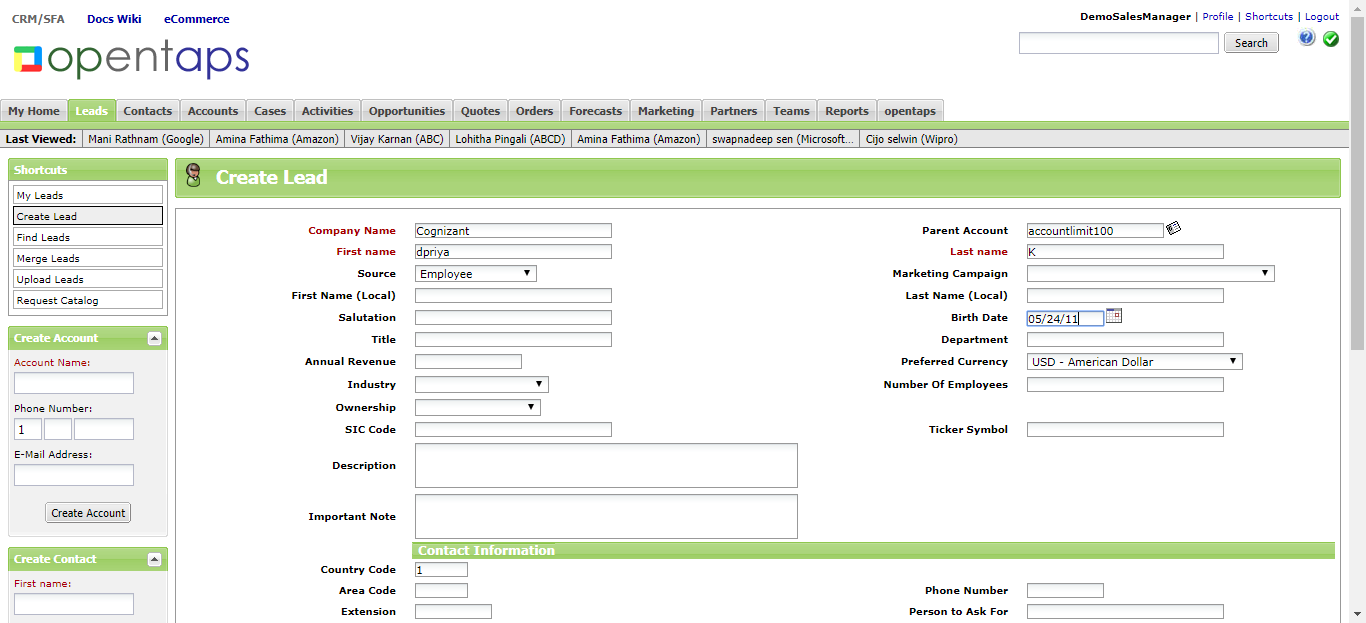 CRM/SFA Docs Wiki eCommerce
DemoSalesManager | Profile | Shortcuts | Logout
opentaps
Search
My Home Leads Contacts Accounts Cases Activities Opportunities Quotes Orders Forecasts Marketing Partners Teams Reports opentaps
Last Viewed: Mani Rathnam (Google) Amina Fathima (Amazon) Vijay Karnan (ABC) Lohitha Pingali (ABCD) Amina Fathima (Amazon) swapnadeep sen (Microsoft... Cijo selwin (Wipro)
Shortcuts
My Leads
Create Lead
Find Leads
Merge Leads
Upload Leads
Request Catalog
Create Account
Account Name:
Phone Number:
1
E-Mail Address:
Create Account
Create Contact
First name:
Create Lead
Company Name Cognizant Parent Account accountlimit100
First name dpriya Last name K
Source Employee Marketing Campaign
First Name (Local) Last Name (Local)
Salutation Birth Date 05/24/11
Title Department
Annual Revenue Preferred Currency USD - American Dollar
Industry Number Of Employees
Ownership
SIC Code Ticker Symbol
Description
Important Note
Contact Information
Country Code 1
Area Code Phone Number
Extension Person to Ask For